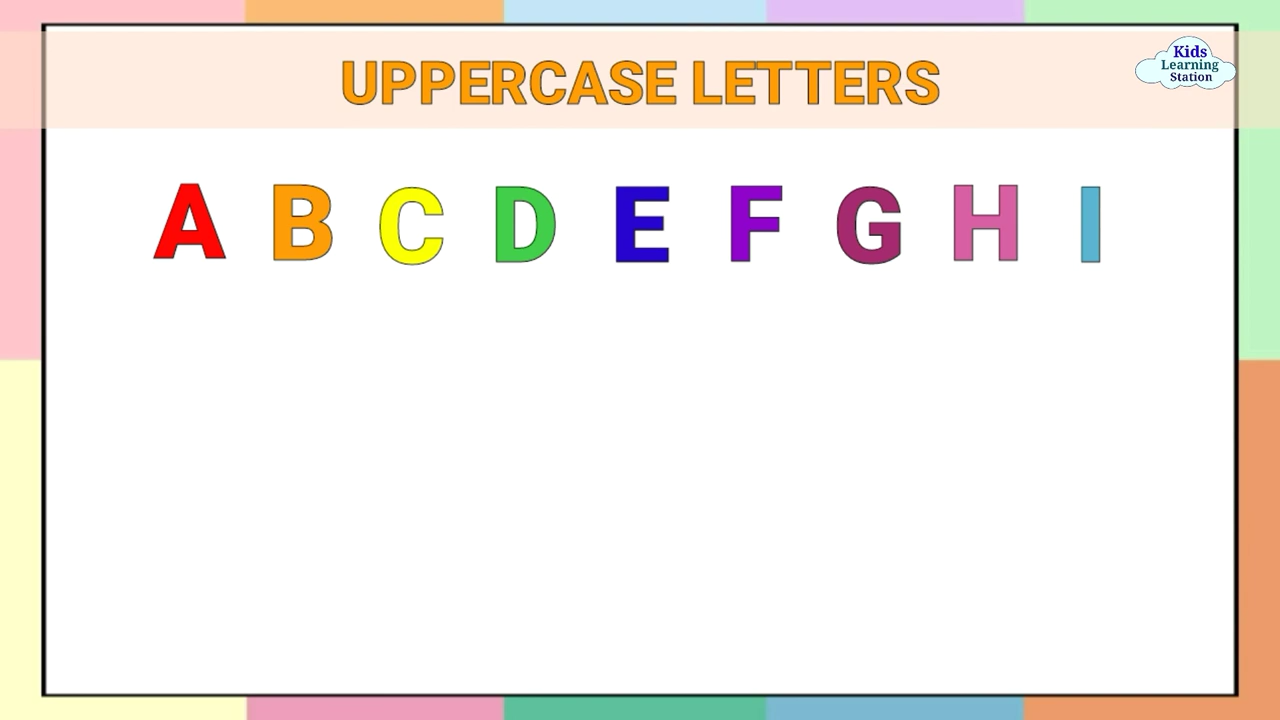 UPPERCASE LETTERS
Kids
Learning
Station
A B C D E F G H I